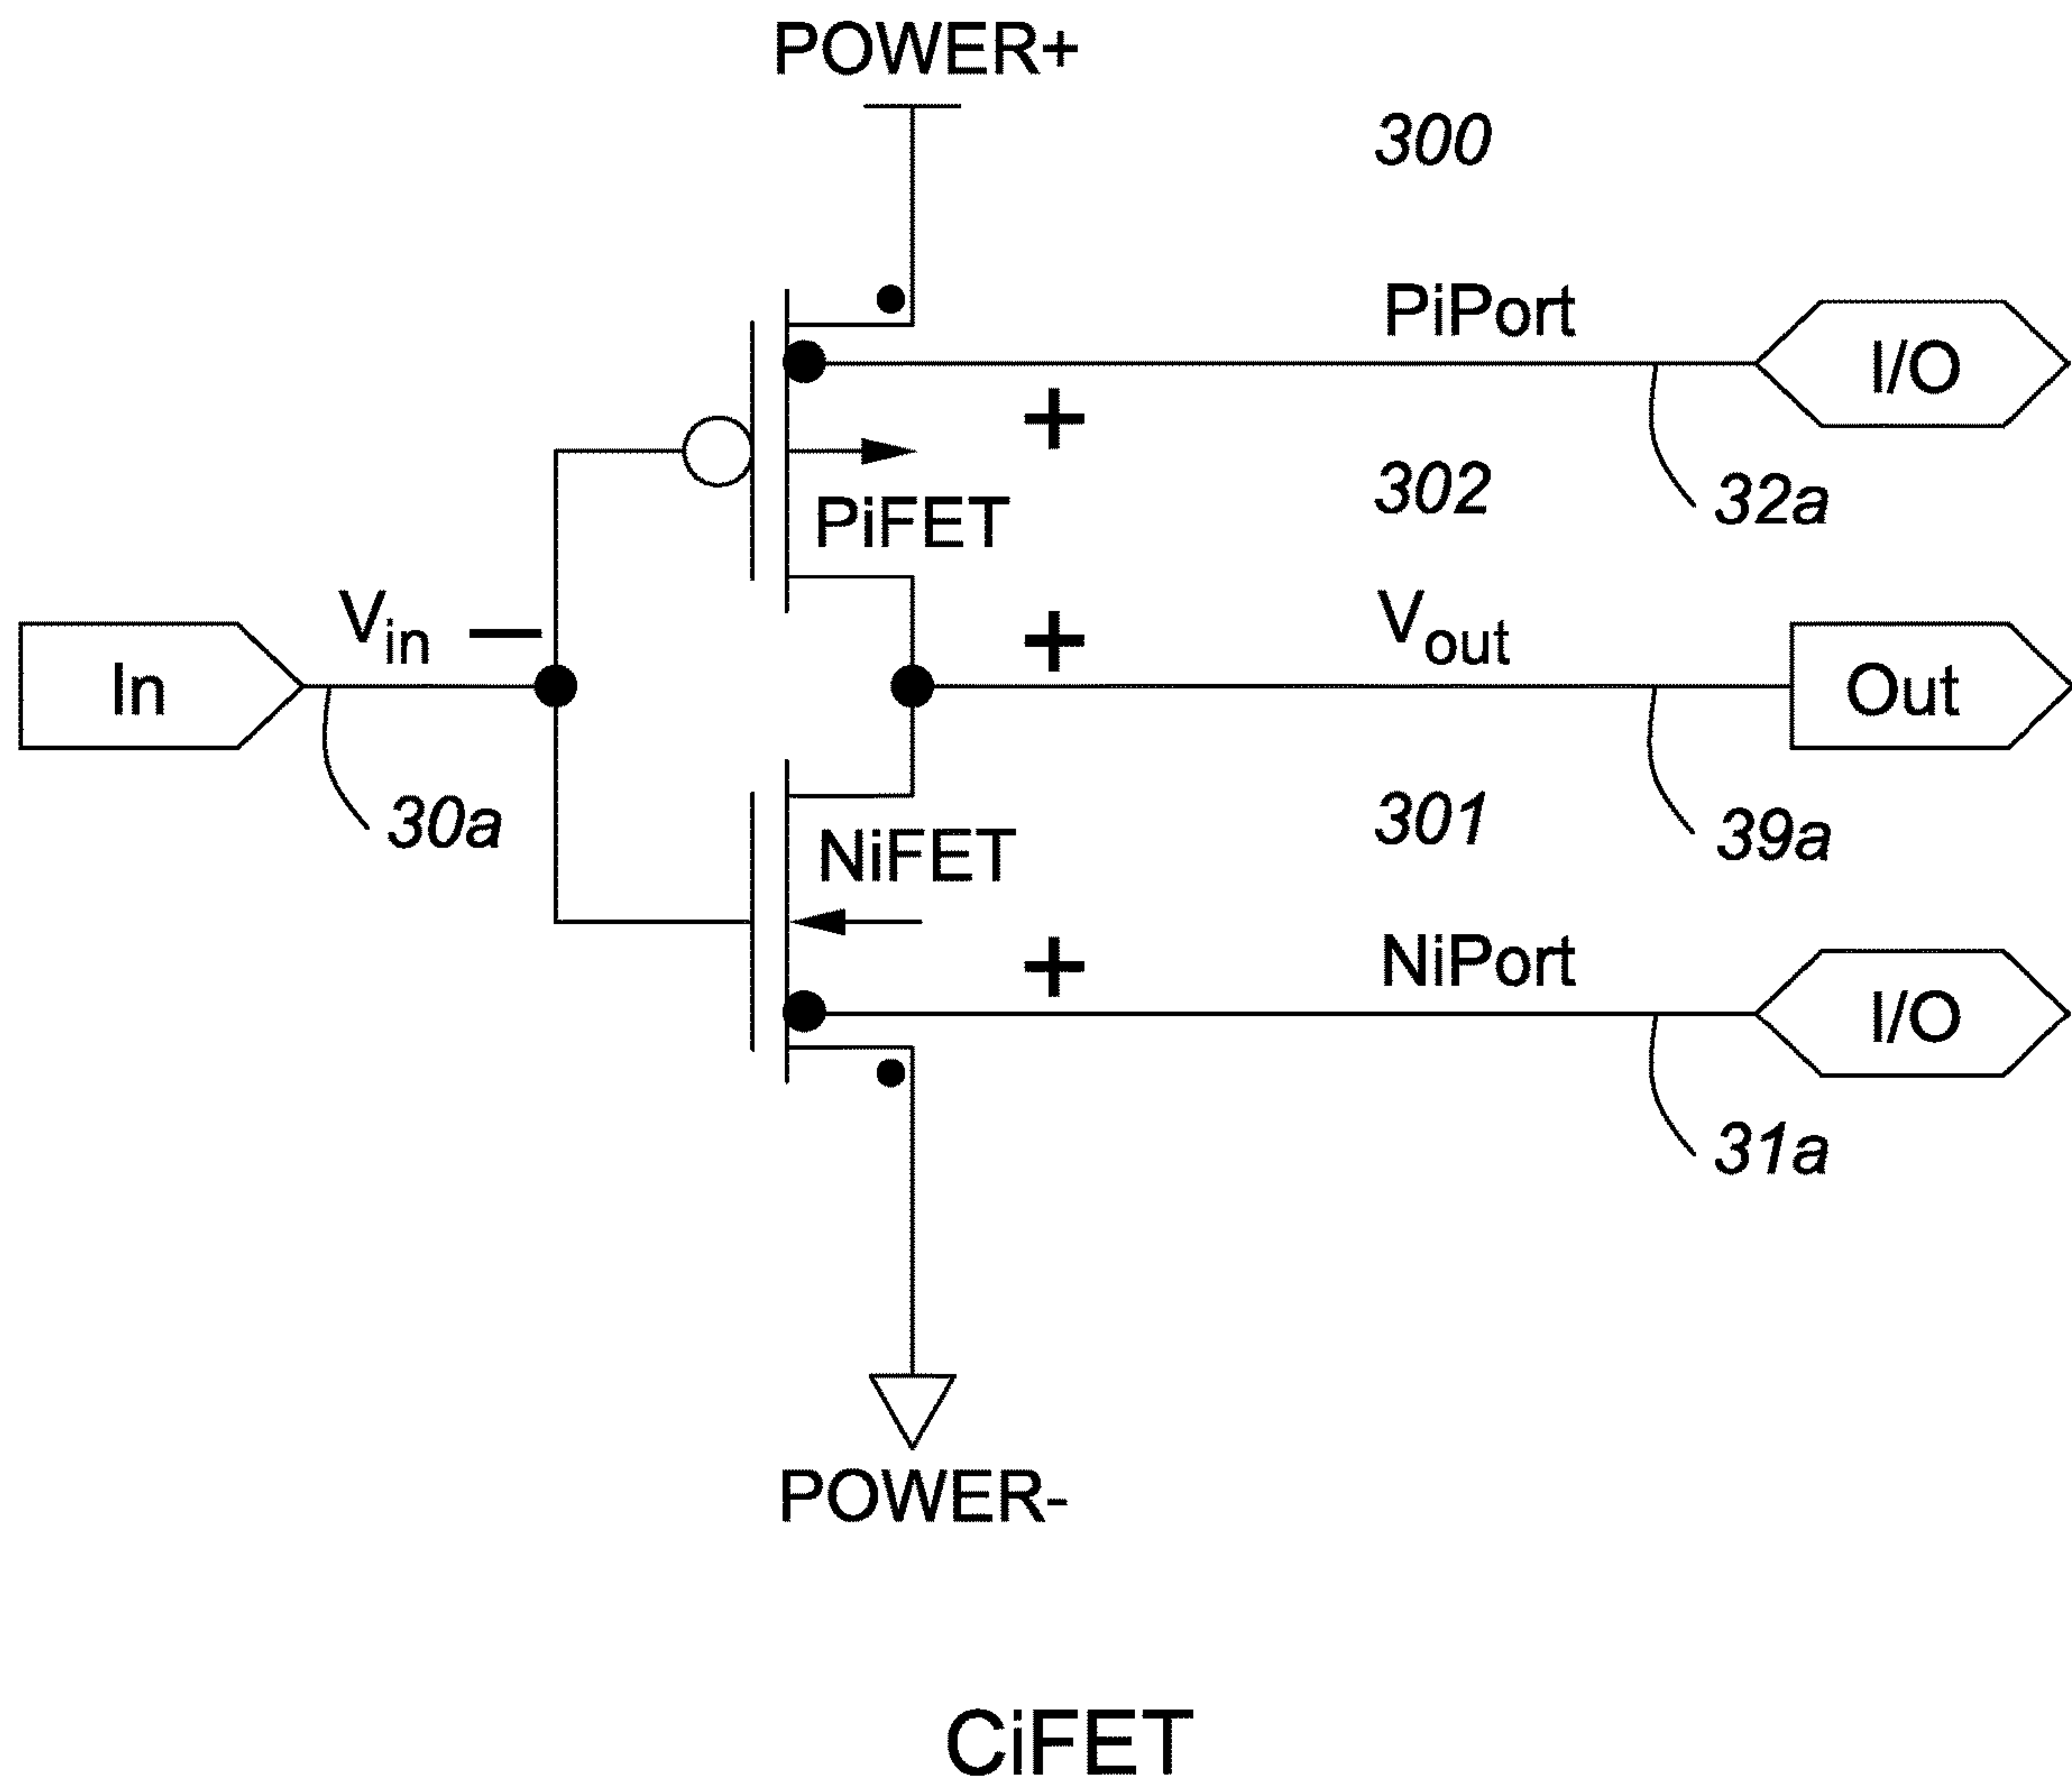 POWER+
300
PiPort
I/O
+
302
32a
PiFET
Vin
−
+
Vout
In
Out
30a
301
39a
NiFET
+
NiPort
I/O
31a
POWER-
CiFET